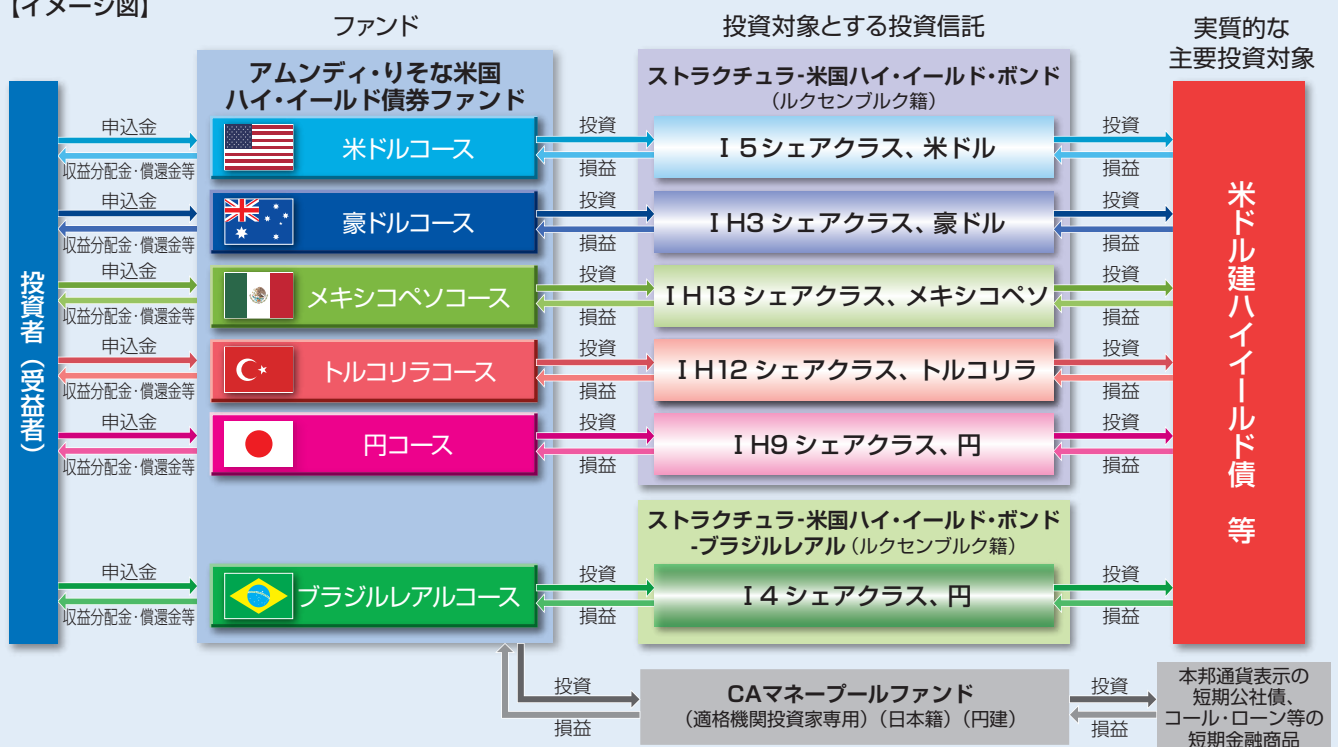 【イメージ図】
ファンド
投資対象とする投資信託
実質的な
主要投資対象
アムンディ・りそな米国
ハイ・イールド債券ファンド
ストラクチュラ-米国ハイ・イールド・ボンド
（ルクセンブルク籍）
投資者（受益者）
申込金
収益分配金・償還金等
米ドルコース
投資
損益
I 5シェアクラス、米ドル
投資
損益
申込金
収益分配金・償還金等
豪ドルコース
投資
損益
I H3 シェアクラス、豪ドル
投資
損益
申込金
収益分配金・償還金等
メキシコペソコース
投資
損益
I H13 シェアクラス、メキシコペソ
投資
損益
申込金
収益分配金・償還金等
トルコリラコース
投資
損益
I H12 シェアクラス、トルコリラ
投資
損益
申込金
収益分配金・償還金等
円コース
投資
損益
I H9 シェアクラス、円
投資
損益
米ドル建ハイイールド債 等
ストラクチュラ-米国ハイ・イールド・ボンド
-ブラジルレアル（ルクセンブルク籍）
申込金
収益分配金・償還金等
ブラジルレアルコース
投資
損益
I 4 シェアクラス、円
投資
損益
投資
損益
CAマネープールファンド
（適格機関投資家専用）（日本籍）（円建）
投資
損益
本邦通貨表示の
短期公社債、
コール・ローン等の
短期金融商品